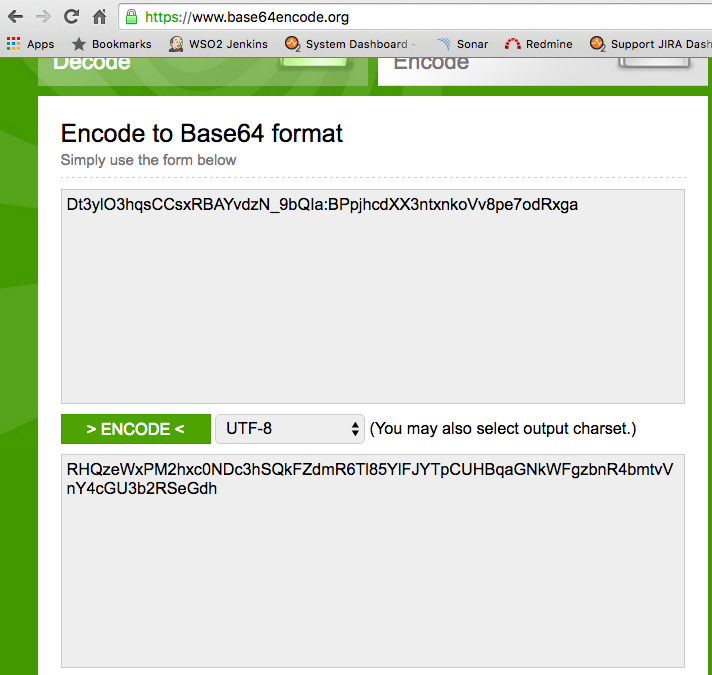 https://www.base64encode.org
Apps Bookmarks WSO2 Jenkins System Dashboard - Sonar Redmine Support JIRA Dash
Decode Encode
Encode to Base64 format
Simply use the form below
Dt3ylO3hqsCCsxRBAYvdzN_9bQIa:BPpjhcdXX3ntxnkoVv8pe7odRxga
> ENCODE < UTF-8 (You may also select output charset.)
RHQzeWxPM2hxc0NDc3hSQkFZdmR6Tl85YlFJYTpCUHBqaGNkWFgzbnR4bmtvV
nY4cGU3b2RSeGdh